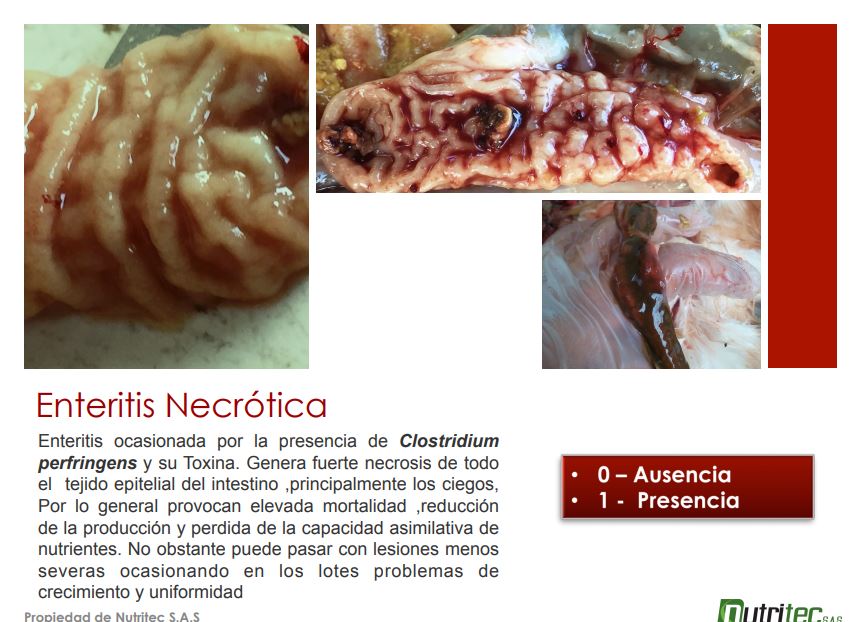 Enteritis Necrótica
Enteritis ocasionada por la presencia de Clostridium
perfringens y su Toxina. Genera fuerte necrosis de todo
el tejido epitelial del intestino ,principalmente los ciegos,
Por lo general provocan elevada mortalidad ,reducción
de la producción y perdida de la capacidad asimilativa de
nutrientes. No obstante puede pasar con lesiones menos
severas ocasionando en los lotes problemas de
crecimiento y uniformidad
• 0 – Ausencia
• 1 - Presencia
Propiedad de Nutritec S.A.S
nutritec S.A.S